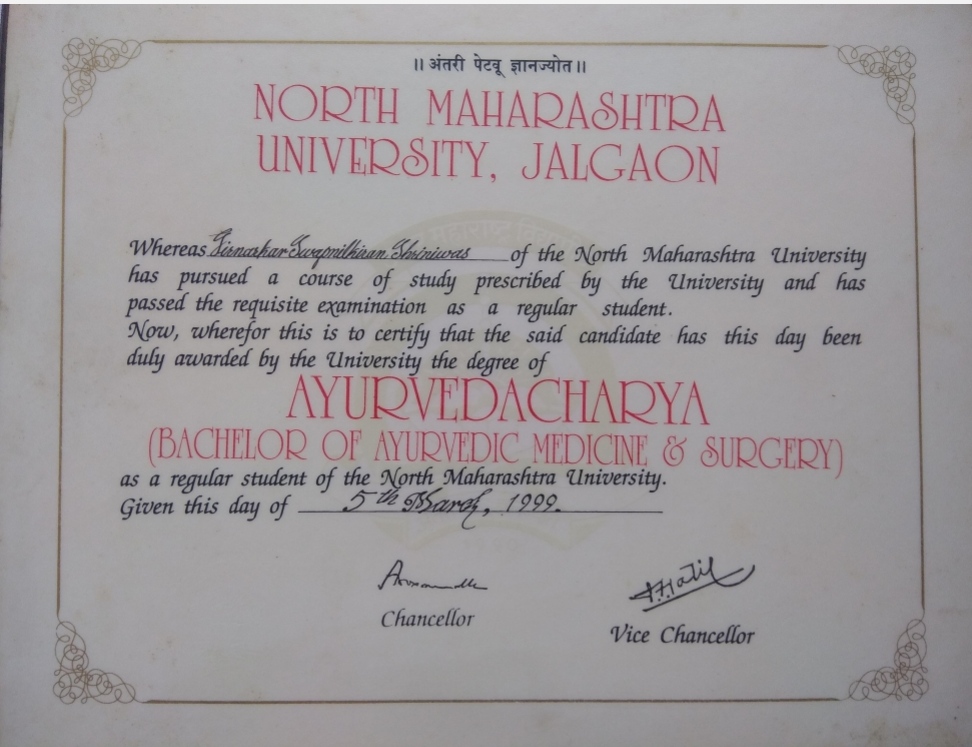 ॥ अंतरी पेटवू ज्ञानज्योत॥
NORTH MAHARASHTRA
UNIVERSITY, JALGAON
Whereas Swapnilkiran Shriniwas of the North Maharashtra University
has pursued a course of study prescribed by the University and has
passed the requisite examination as a regular student.
Now, wherefor this is to certify that the said candidate has this day been
duly awarded by the University the degree of
AYURVEDACHARYA
(BACHELOR OF AYURVEDIC MEDICINE & SURGERY)
as a regular student of the North Maharashtra University.
Given this day of 5th March, 1999.
Chancellor
Vice Chancellor